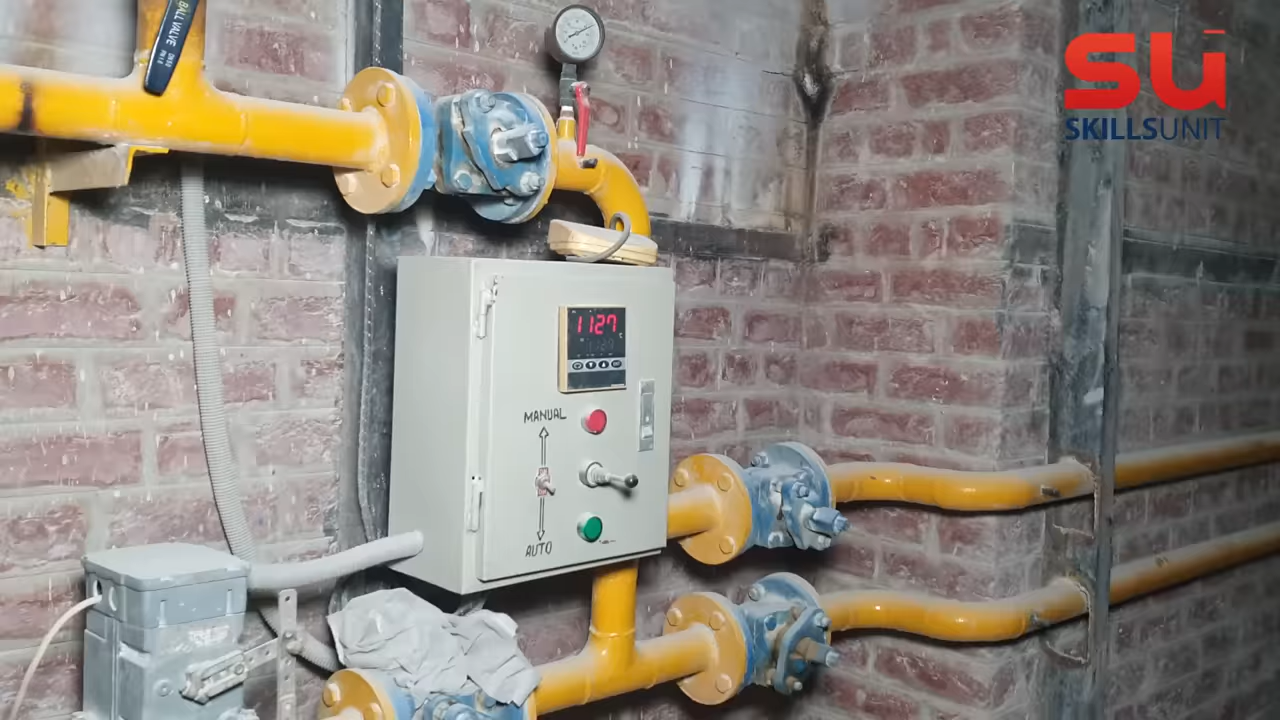 BALL VALVE
SU
SKILLSUNIT
1127
MANUAL
AUTO